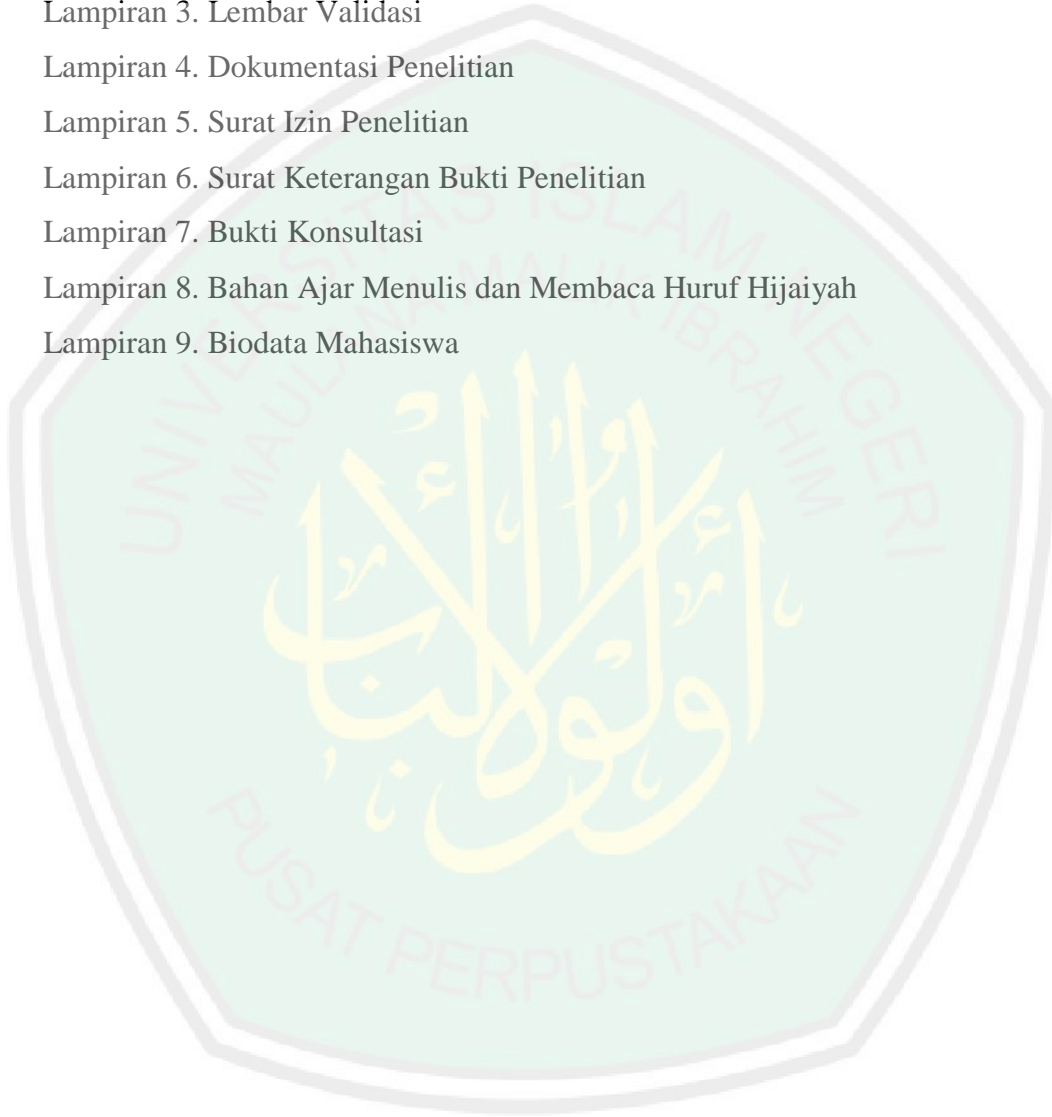 Lampiran 3. Lembar Validasi
Lampiran 4. Dokumentasi Penelitian
Lampiran 5. Surat Izin Penelitian
Lampiran 6. Surat Keterangan Bukti Penelitian
Lampiran 7. Bukti Konsultasi
Lampiran 8. Bahan Ajar Menulis dan Membaca Huruf Hijaiyah
Lampiran 9. Biodata Mahasiswa
UNIVERSITAS ISLAM NEGERI
MAULANA MALIK IBRAHIM
أولوا الألباب
PUSAT PERPUSTAKAAN